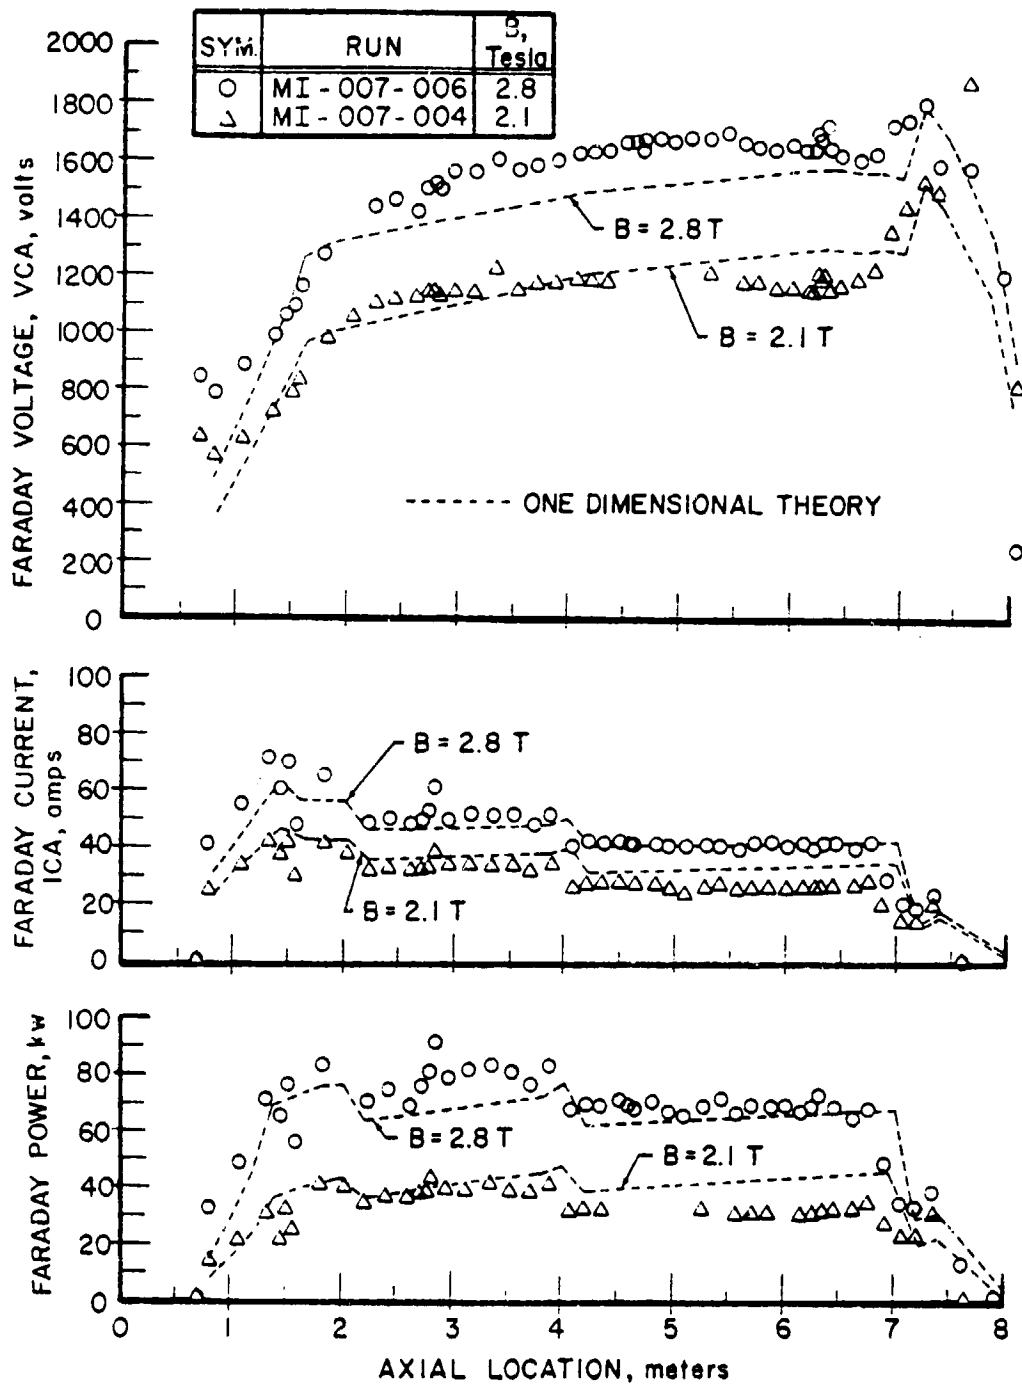 SYM. RUN B, Tesla
○ MI-007-006 2.8
△ MI-007-004 2.1
FARADAY VOLTAGE, VCA, volts
2000
1800
1600
1400
1200
1000
800
600
400
200
0
B = 2.8 T
B = 2.1 T
ONE DIMENSIONAL THEORY
FARADAY CURRENT,
ICA, amps
100
80
60
40
20
0
B = 2.8 T
B = 2.1 T
FARADAY POWER, kw
100
80
60
40
20
0
B = 2.8 T
B = 2.1 T
0 1 2 3 4 5 6 7 8
AXIAL LOCATION, meters